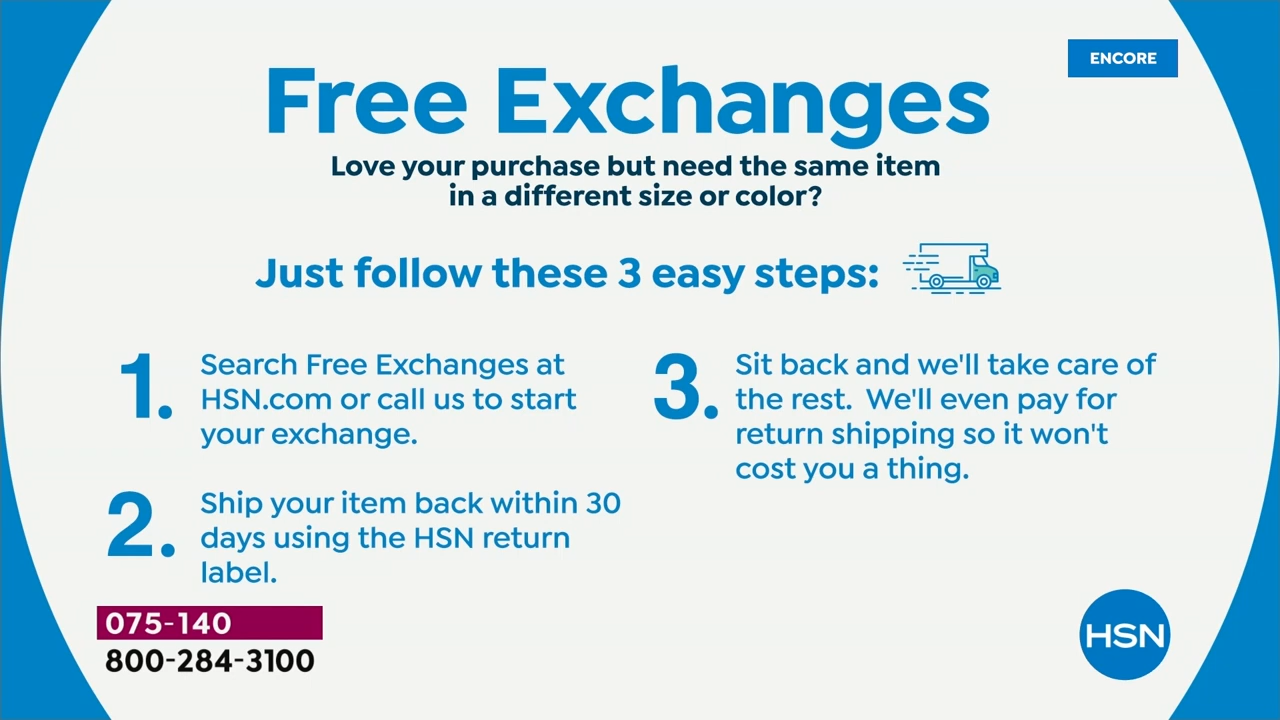 ENCORE
Free Exchanges
Love your purchase but need the same item
in a different size or color?
Just follow these 3 easy steps:
1. Search Free Exchanges at
HSN.com or call us to start
your exchange.
2. Ship your item back within 30
days using the HSN return
label.
3. Sit back and we'll take care of
the rest. We'll even pay for
return shipping so it won't
cost you a thing.
075-140
800-284-3100
HSN